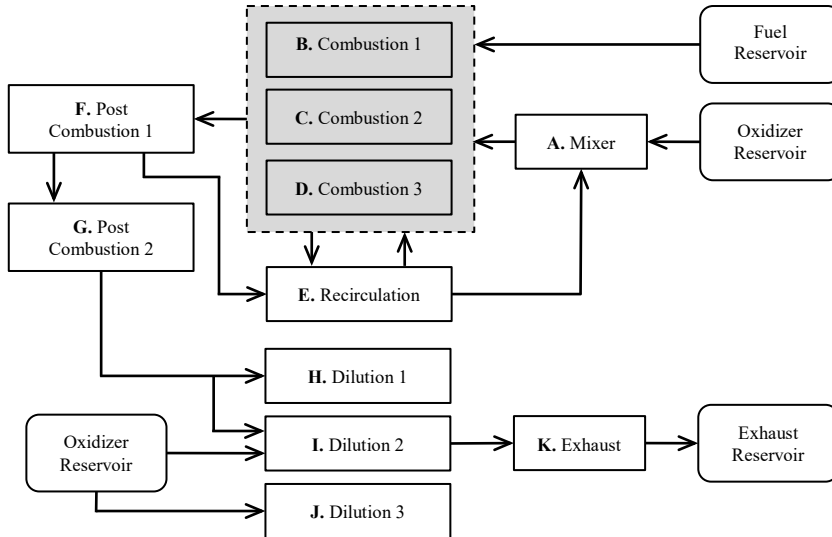 B. Combustion 1
Fuel
Reservoir
F. Post
Combustion 1
C. Combustion 2
A. Mixer
Oxidizer
Reservoir
D. Combustion 3
G. Post
Combustion 2
E. Recirculation
H. Dilution 1
Oxidizer
Reservoir
I. Dilution 2
K. Exhaust
Exhaust
Reservoir
J. Dilution 3